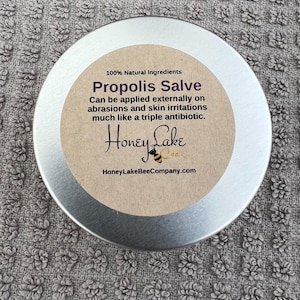 100% Natural Ingredients
Propolis Salve
Can be applied externally on
abrasions and skin irritations
much like a triple antibiotic.
Honey Lake
Bee
HoneyLakeBeeCompany.com